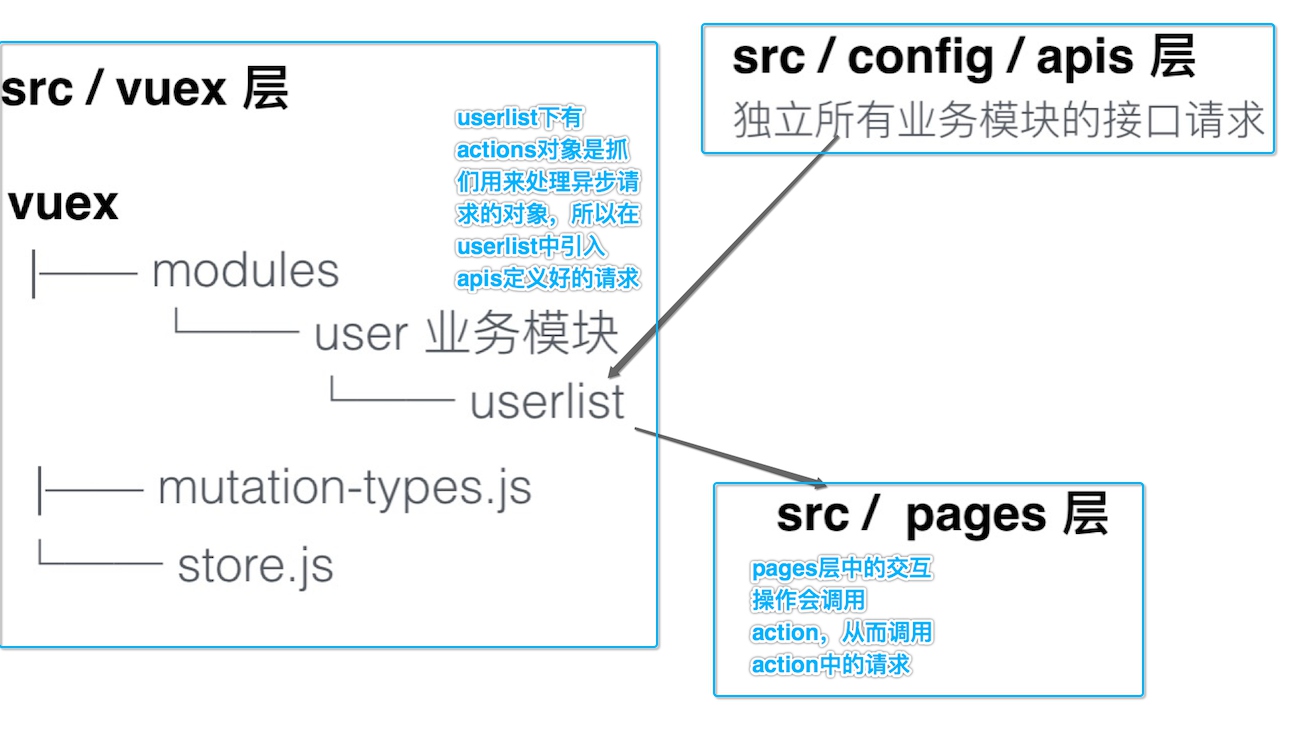 src / vuex 层
userlist下有
actions对象是抓
们用来处理异步请
求的对象，所以在
userlist中引入
apis定义好的请求
vuex
modules
user 业务模块
userlist
mutation-types.js
store.js
src / config / apis 层
独立所有业务模块的接口请求
src / pages 层
pages层中的交互
操作会调用
action，从而调用
action中的请求